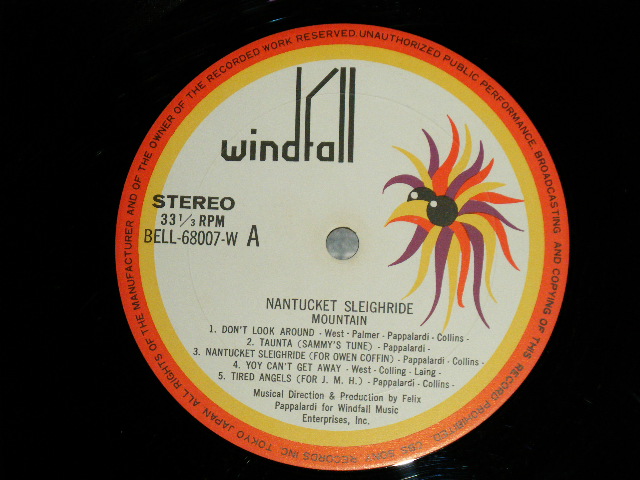 windfall
STEREO
33 1/3 RPM
BELL-68007-W A
NANTUCKET SLEIGHRIDE
MOUNTAIN
1. DON'T LOOK AROUND - West - Palmer - Pappalardi - Collins -
2. TAUNTA (SAMMY'S TUNE) - Pappalardi -
3. NANTUCKET SLEIGHRIDE (FOR OWEN COFFIN) - Pappalardi - Collins -
4. YOY CAN'T GET AWAY - West - Colling - Laing -
5. TIRED ANGELS (FOR J. M. H.) - Pappalardi - Collins -
Musical Direction & Production by Felix
Pappalardi for Windfall Music
Enterprises, Inc.
ALL RIGHTS OF THE MANUFACTURER AND OF THE OWNER OF THE RECORDED WORK RESERVED. UNAUTHORIZED PUBLIC PERFORMANCE, BROADCASTING AND COPYING OF THIS RECORD PROHIBITED. CBS SONY RECORDS INC. TOKYO JAPAN